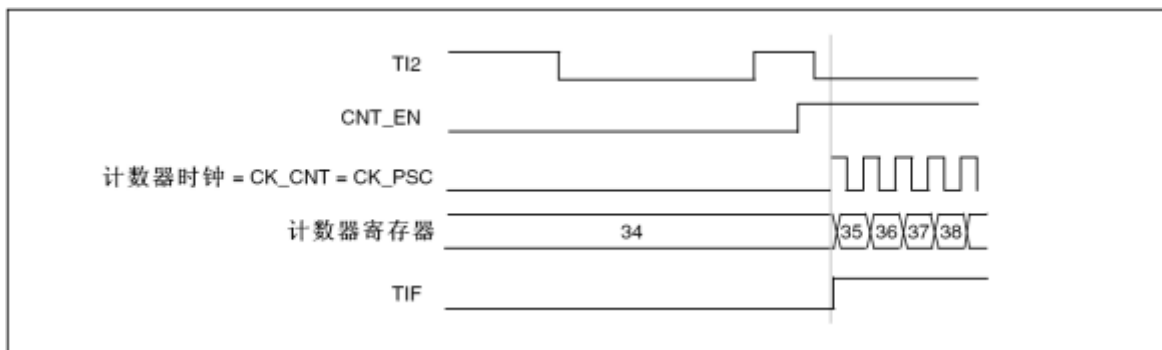 TI2
CNT_EN
计数器时钟 = CK_CNT = CK_PSC
计数器寄存器 34 35 36 37 38
TIF